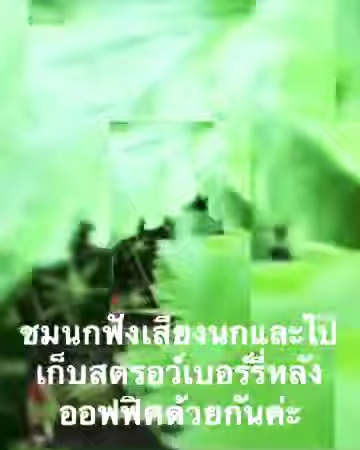 ชมนกฟังเสียงนกและไป
เก็บสตรอว์เบอร์รี่หลัง
ออฟฟิศด้วยกันค่ะ